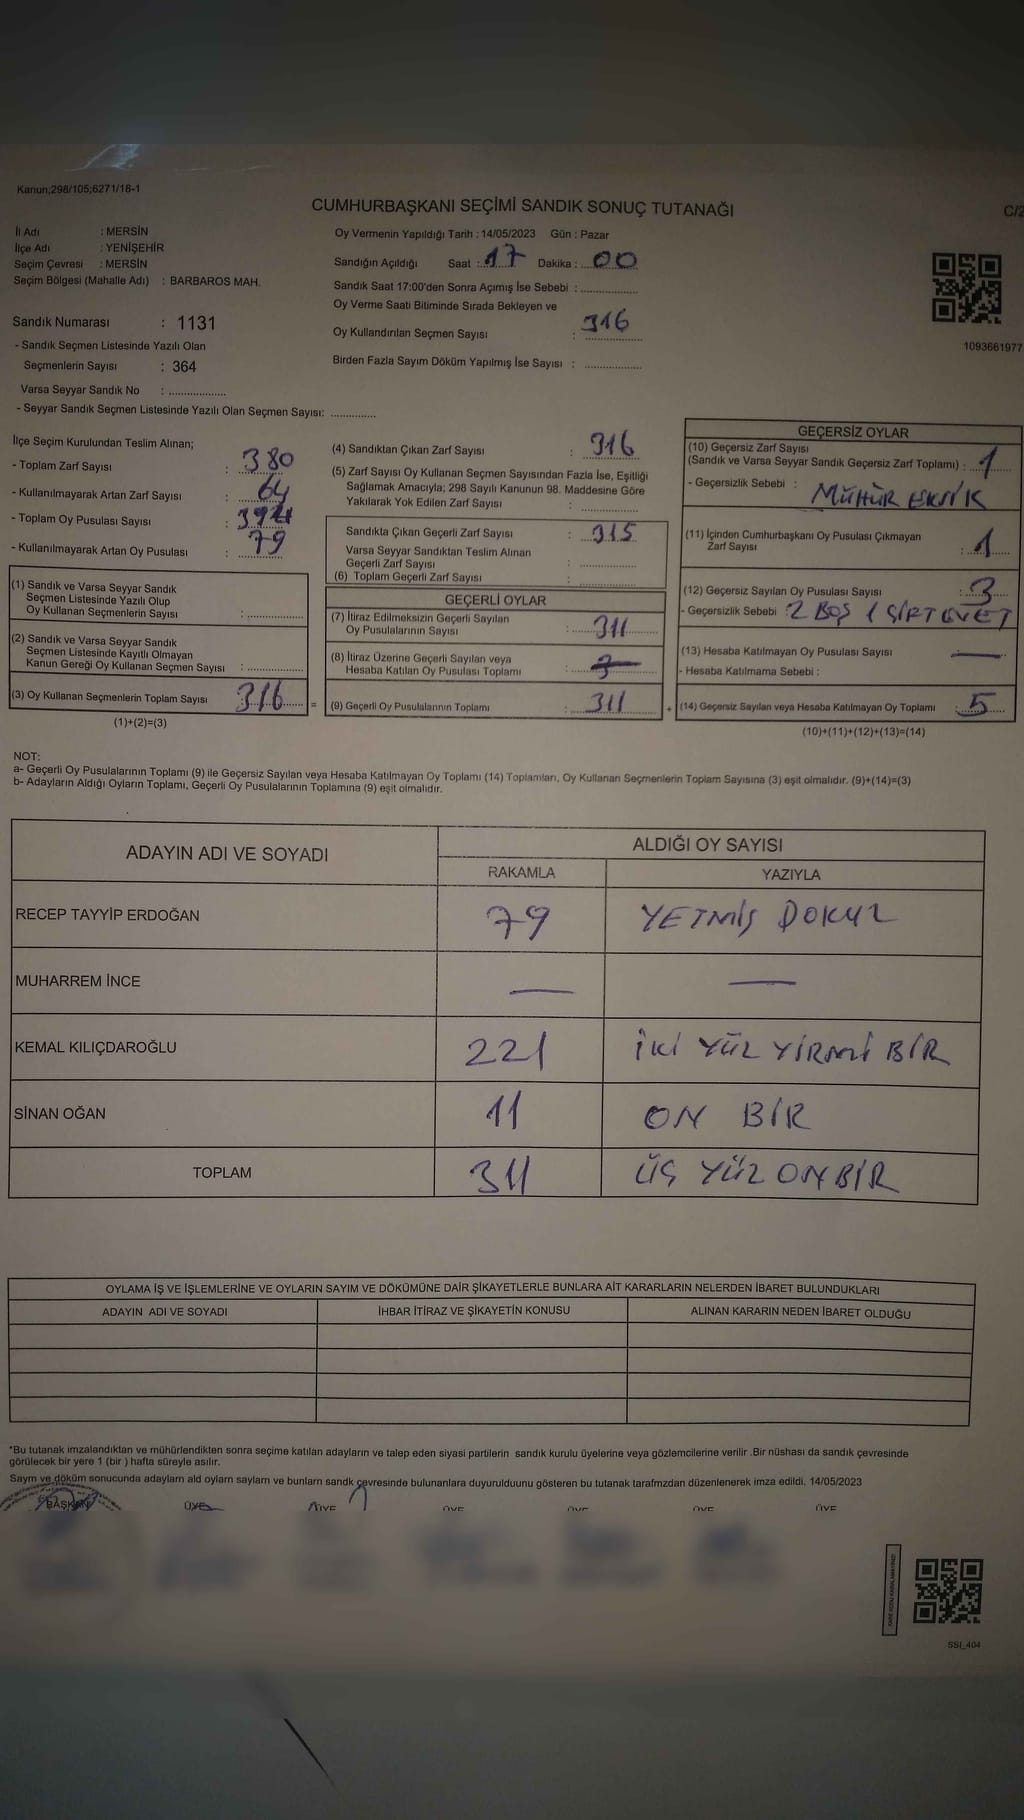 Kanun;298/105;6271/18-1
CUMHURBAŞKANI SEÇİMİ SANDIK SONUÇ TUTANAĞI
C/2
İl Adı : MERSİN
İlçe Adı : YENİŞEHİR
Seçim Çevresi : MERSİN
Seçim Bölgesi (Mahalle Adı) : BARBAROS MAH.
Oy Vermenin Yapıldığı Tarih : 14/05/2023 Gün : Pazar
Sandığın Açıldığı Saat : 17 Dakika : 00
Sandık Saat 17:00'den Sonra Açımış İse Sebebi :
Oy Verme Saati Bitiminde Sırada Bekleyen ve
Oy Kullandırılan Seçmen Sayısı : 316
Birden Fazla Sayım Döküm Yapılmış İse Sayısı :
1093661977
Sandık Numarası : 1131
- Sandık Seçmen Listesinde Yazılı Olan
Seçmenlerin Sayısı : 364
Varsa Seyyar Sandık No :
- Seyyar Sandık Seçmen Listesinde Yazılı Olan Seçmen Sayısı:
İlçe Seçim Kurulundan Teslim Alınan;
- Toplam Zarf Sayısı : 380
- Kullanılmayarak Artan Zarf Sayısı : 64
- Toplam Oy Pusulası Sayısı :
- Kullanılmayarak Artan Oy Pusulası : 79
(1) Sandık ve Varsa Seyyar Sandık
Seçmen Listesinde Yazılı Olup
Oy Kullanan Seçmenlerin Sayısı :
(2) Sandık ve Varsa Seyyar Sandık
Seçmen Listesinde Kayıtlı Olmayan
Kanun Gereği Oy Kullanan Seçmen Sayısı :
(3) Oy Kullanan Seçmenlerin Toplam Sayısı : 316 =
(1)+(2)=(3)
(4) Sandıktan Çıkan Zarf Sayısı : 316
(5) Zarf Sayısı Oy Kullanan Seçmen Sayısından Fazla İse, Eşitliği
Sağlamak Amacıyla; 298 Sayılı Kanunun 98. Maddesine Göre
Yakılarak Yok Edilen Zarf Sayısı :
Sandıkta Çıkan Geçerli Zarf Sayısı : 315
Varsa Seyyar Sandıktan Teslim Alınan
Geçerli Zarf Sayısı :
(6) Toplam Geçerli Zarf Sayısı :
GEÇERLİ OYLAR
(7) İtiraz Edilmeksizin Geçerli Sayılan
Oy Pusulalarının Sayısı : 311
(8) İtiraz Üzerine Geçerli Sayılan veya
Hesaba Katılan Oy Pusulası Toplamı :
(9) Geçerli Oy Pusulalarının Toplamı : 311 +
GEÇERSİZ OYLAR
(10) Geçersiz Zarf Sayısı
(Sandık ve Varsa Seyyar Sandık Geçersiz Zarf Toplamı) : 1
- Geçersizlik Sebebi : MÜHÜR EKSİK
(11) İçinden Cumhurbaşkanı Oy Pusulası Çıkmayan
Zarf Sayısı : 1
(12) Geçersiz Sayılan Oy Pusulası Sayısı : 3
- Geçersizlik Sebebi : 2 BOŞ 1 ÇİFT EVET
(13) Hesaba Katılmayan Oy Pusulası Sayısı —
- Hesaba Katılmama Sebebi :
(14) Geçersiz Sayılan veya Hesaba Katılmayan Oy Toplamı : 5
(10)+(11)+(12)+(13)=(14)
NOT:
a- Geçerli Oy Pusulalarının Toplamı (9) ile Geçersiz Sayılan veya Hesaba Katılmayan Oy Toplamı (14) Toplamları, Oy Kullanan Seçmenlerin Toplam Sayısına (3) eşit olmalıdır. (9)+(14)=(3)
b- Adayların Aldığı Oyların Toplamı, Geçerli Oy Pusulalarının Toplamına (9) eşit olmalıdır.
ADAYIN ADI VE SOYADI ALDIĞI OY SAYISI
RAKAMLA YAZIYLA
RECEP TAYYİP ERDOĞAN 79 YETMİŞ DOKUZ
MUHARREM İNCE — —
KEMAL KILIÇDAROĞLU 221 İKİ YÜZ YİRMİ BİR
SİNAN OĞAN 11 ON BİR
TOPLAM 311 ÜÇ YÜZ ON BİR
OYLAMA İŞ VE İŞLEMLERİNE VE OYLARIN SAYIM VE DÖKÜMÜNE DAİR ŞİKAYETLERLE BUNLARA AİT KARARLARIN NELERDEN İBARET BULUNDUKLARI
ADAYIN ADI VE SOYADI İHBAR İTİRAZ VE ŞİKAYETİN KONUSU ALINAN KARARIN NEDEN İBARET OLDUĞU
*Bu tutanak imzalandıktan ve mühürlendikten sonra seçime katılan adayların ve talep eden siyasi partilerin sandık kurulu üyelerine veya gözlemcilerine verilir .Bir nüshası da sandık çevresinde
görülecek bir yere 1 (bir ) hafta süreyle asılır.
Sayım ve döküm sonucunda adayların ald oyların sayların ve bunların sandk çevresinde bulunanlara duyurulduunu gösteren bu tutanak tarafmzdan düzenlenerek imza edildi. 14/05/2023
BAŞKAN ÜYE ÜYE ÜYE ÜYE ÜYE ÜYE
SSI_404